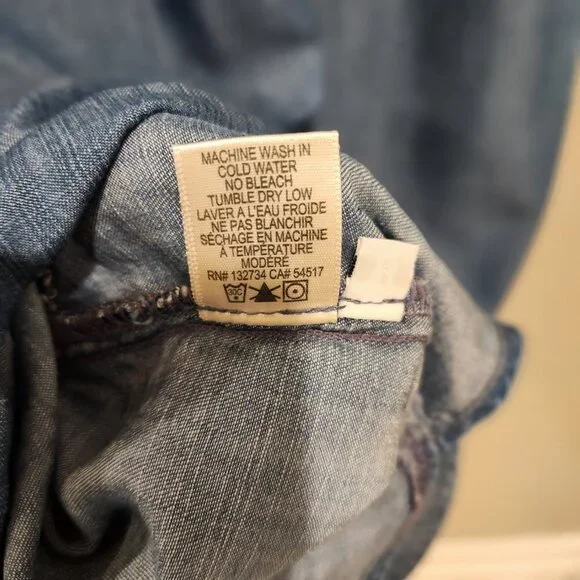 MACHINE WASH IN
COLD WATER
NO BLEACH
TUMBLE DRY LOW
LAVER A L'EAU FROIDE
NE PAS BLANCHIR
SÉCHAGE EN MACHINE
À TEMPÉRATURE
MODÉRÉ
RN# 132734 CA# 54517